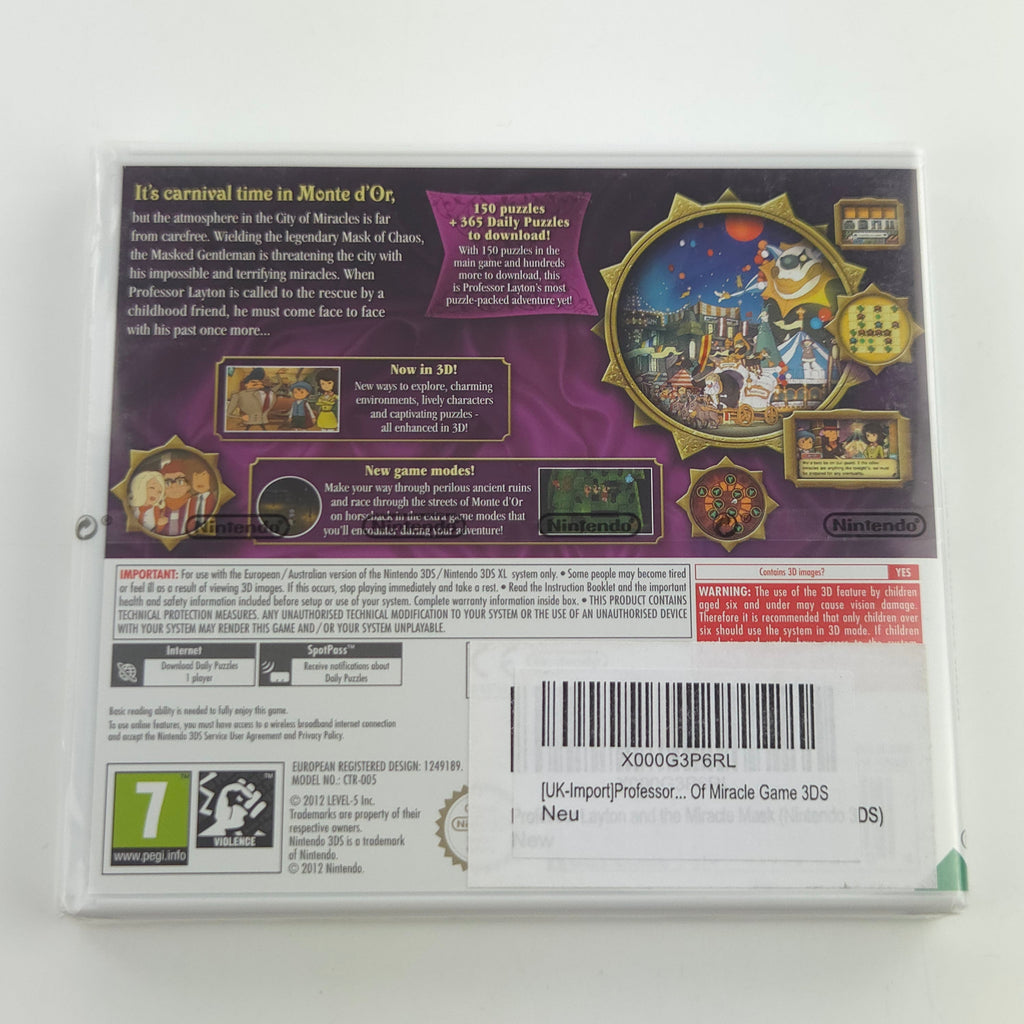 It's carnival time in Monte d'Or,
but the atmosphere in the City of Miracles is far
from carefree. Wielding the legendary Mask of Chaos,
the Masked Gentleman is threatening the city with
his impossible and terrifying miracles. When
Professor Layton is called to the rescue by a
childhood friend, he must come face to face
with his past once more...
150 puzzles
+ 365 Daily Puzzles
to download!
With 150 puzzles in the
main game and hundreds
more to download, this
is Professor Layton's most
puzzle-packed adventure yet!
Now in 3D!
New ways to explore, charming
environments, lively characters
and captivating puzzles -
all enhanced in 3D!
New game modes!
Make your way through perilous ancient ruins
and race through the streets of Monte d'Or
on horseback in the extra game modes that
you'll encounter during your adventure!
Nintendo®
Nintendo®
Nintendo®
Nintendo®
IMPORTANT: For use with the European/Australian version of the Nintendo 3DS/Nintendo 3DS XL system only. • Some people may become tired
or feel ill as a result of viewing 3D images. If this occurs, stop playing immediately and take a rest. • Read the Instruction Booklet and the important
health and safety information included before setup or use of your system. Complete warranty information inside box. • THIS PRODUCT CONTAINS
TECHNICAL PROTECTION MEASURES. ANY UNAUTHORISED TECHNICAL MODIFICATION TO YOUR SYSTEM OR THE USE OF AN UNAUTHORISED DEVICE
WITH YOUR SYSTEM MAY RENDER THIS GAME AND/OR YOUR SYSTEM UNPLAYABLE.
Contains 3D images? YES
WARNING: The use of the 3D feature by children
aged six and under may cause vision damage.
Therefore it is recommended that only children over
six should use the system in 3D mode. If children
Internet
Download Daily Puzzles
1 player
SpotPass™
Receive notifications about
Daily Puzzles
Basic reading ability is needed to fully enjoy this game.
To use online features, you must have access to a wireless broadband internet connection
and accept the Nintendo 3DS Service User Agreement and Privacy Policy.
7
www.pegi.info
VIOLENCE
EUROPEAN REGISTERED DESIGN: 1249189.
MODEL NO.: CTR-005
© 2012 LEVEL-5 Inc.
Trademarks are property of their
respective owners.
Nintendo 3DS is a trademark
of Nintendo.
© 2012 Nintendo.
X000G3P6RL
[UK-Import]Professor... Of Miracle Game 3DS
Neu
Professor Layton and the Miracle Mask (Nintendo 3DS)
New